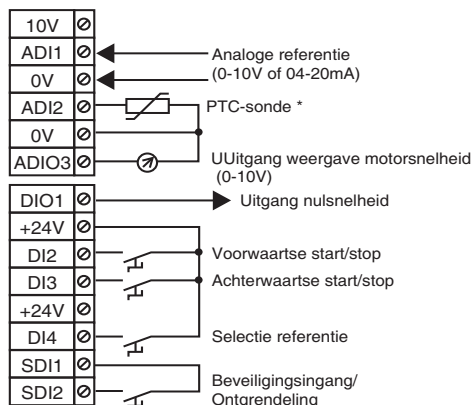 10V
ADI1
Analoge referentie
0V
(0-10V of 04-20mA)
ADI2
PTC-sonde *
0V
ADIO3
UUitgang weergave motorsnelheid
(0-10V)
DIO1
Uitgang nulsnelheid
+24V
DI2
Voorwaartse start/stop
DI3
Achterwaartse start/stop
+24V
DI4
Selectie referentie
SDI1
SDI2
Beveiligingsingang/
Ontgrendeling